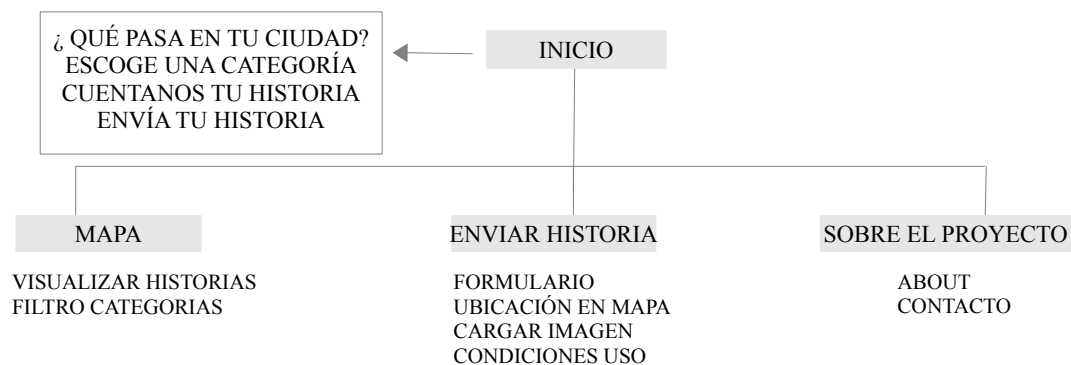 ¿ QUÉ PASA EN TU CIUDAD?
ESCOGE UNA CATEGORÍA
CUENTANOS TU HISTORIA
ENVÍA TU HISTORIA
INICIO
MAPA
VISUALIZAR HISTORIAS
FILTRO CATEGORIAS
ENVIAR HISTORIA
FORMULARIO
UBICACIÓN EN MAPA
CARGAR IMAGEN
CONDICIONES USO
SOBRE EL PROYECTO
ABOUT
CONTACTO